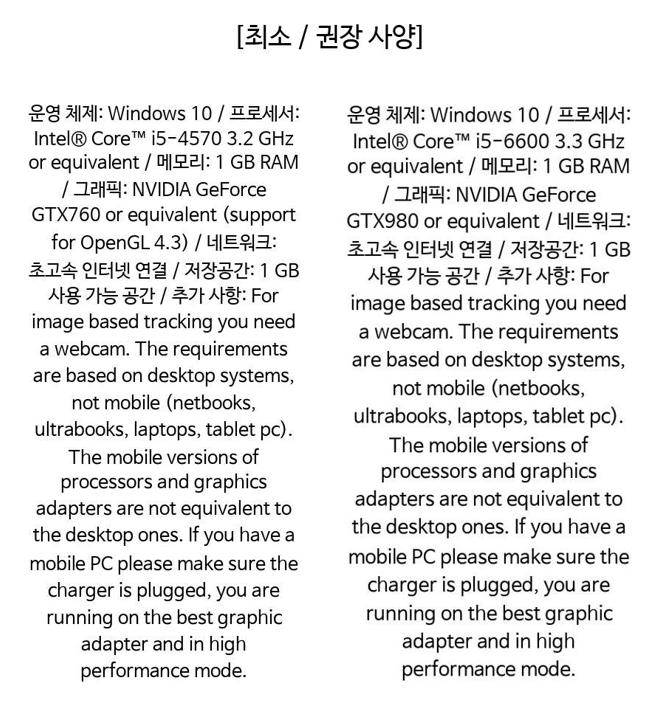 [최소 / 권장 사양]
운영 체제: Windows 10 / 프로세서:
Intel® Core™ i5-4570 3.2 GHz
or equivalent / 메모리: 1 GB RAM
/ 그래픽: NVIDIA GeForce
GTX760 or equivalent (support
for OpenGL 4.3) / 네트워크:
초고속 인터넷 연결 / 저장공간: 1 GB
사용 가능 공간 / 추가 사항: For
image based tracking you need
a webcam. The requirements
are based on desktop systems,
not mobile (netbooks,
ultrabooks, laptops, tablet pc).
The mobile versions of
processors and graphics
adapters are not equivalent to
the desktop ones. If you have a
mobile PC please make sure the
charger is plugged, you are
running on the best graphic
adapter and in high
performance mode.
운영 체제: Windows 10 / 프로세서:
Intel® Core™ i5-6600 3.3 GHz
or equivalent / 메모리: 1 GB RAM
/ 그래픽: NVIDIA GeForce
GTX980 or equivalent / 네트워크:
초고속 인터넷 연결 / 저장공간: 1 GB
사용 가능 공간 / 추가 사항: For
image based tracking you need
a webcam. The requirements
are based on desktop systems,
not mobile (netbooks,
ultrabooks, laptops, tablet pc).
The mobile versions of
processors and graphics
adapters are not equivalent to
the desktop ones. If you have a
mobile PC please make sure the
charger is plugged, you are
running on the best graphic
adapter and in high
performance mode.